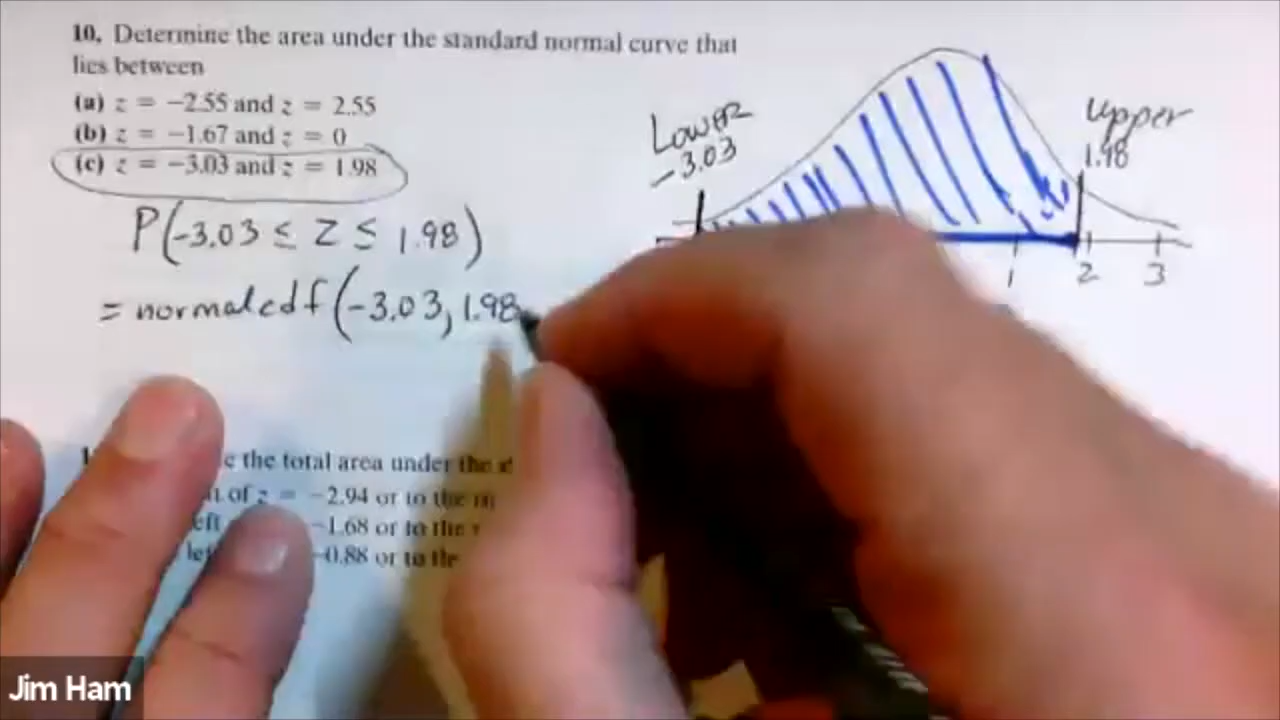 10. Determine the area under the standard normal curve that
lies between
(a) z = −2.55 and z = 2.55
(b) z = −1.67 and z = 0
(c) z = −3.03 and z = 1.98
P(-3.03 ≤ Z ≤ 1.98)
= normalcdf(-3.03, 1.98
Lower
-3.03
Upper
1.98
1 2 3
the total area under the
of z = −2.94 or to the
−1.68 or to the
−0.88 or to the
Jim Ham